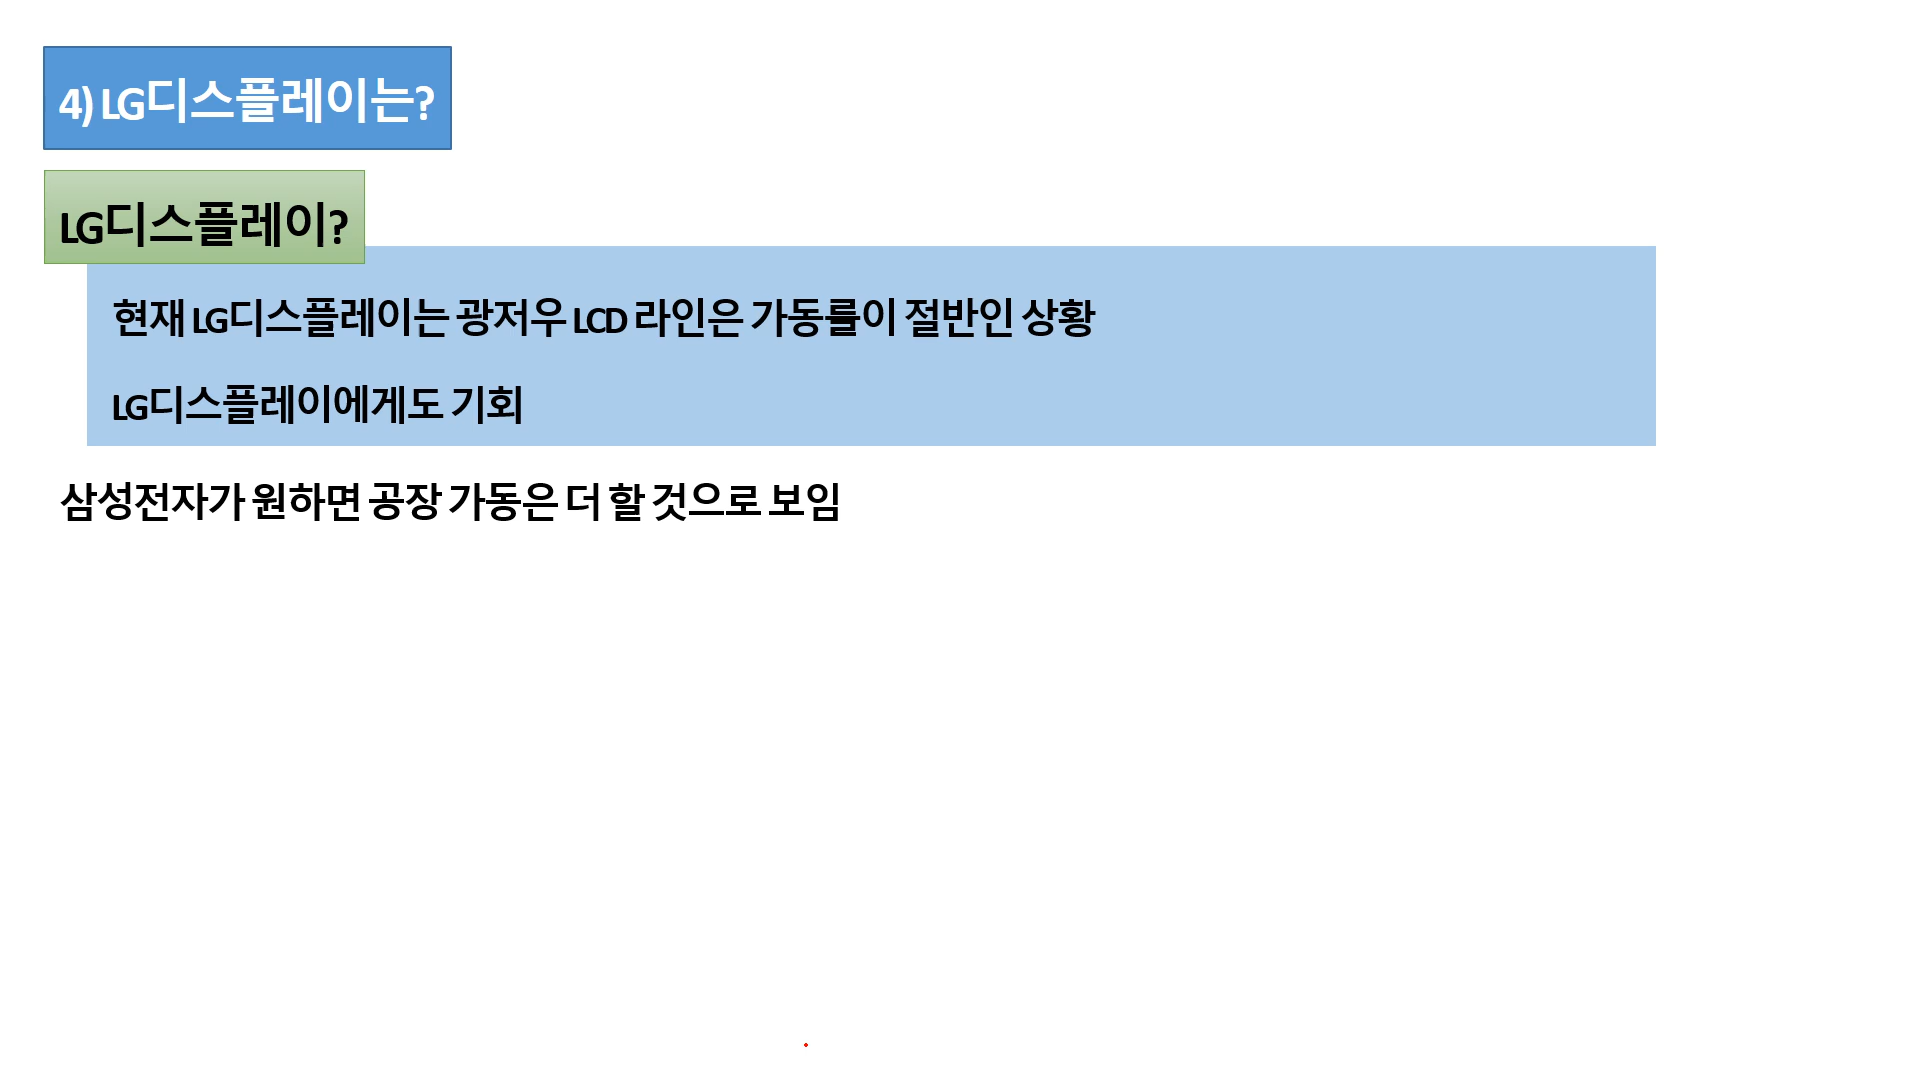 4) LG디스플레이는?
LG디스플레이?
현재 LG디스플레이는 광저우 LCD 라인은 가동률이 절반인 상황
LG디스플레이에게도 기회
삼성전자가 원하면 공장 가동은 더 할 것으로 보임